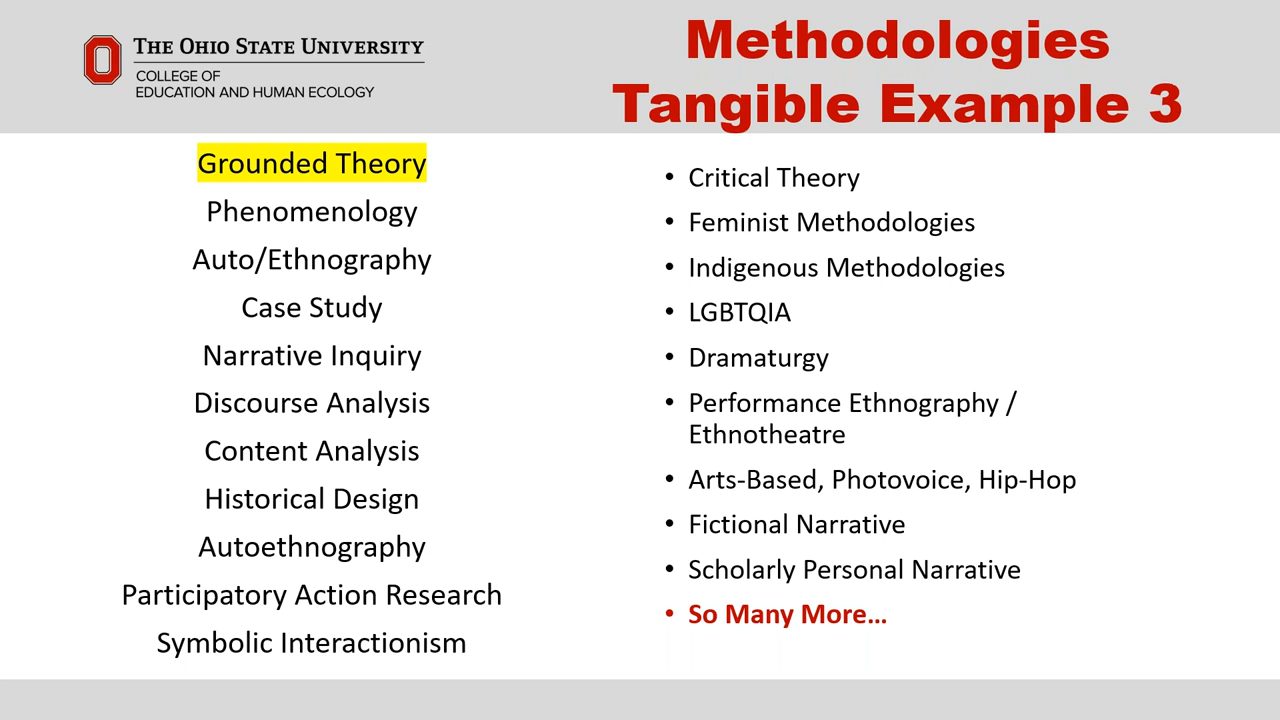 THE OHIO STATE UNIVERSITY
COLLEGE OF
EDUCATION AND HUMAN ECOLOGY
Methodologies
Tangible Example 3
Grounded Theory
Phenomenology
Auto/Ethnography
Case Study
Narrative Inquiry
Discourse Analysis
Content Analysis
Historical Design
Autoethnography
Participatory Action Research
Symbolic Interactionism
• Critical Theory
• Feminist Methodologies
• Indigenous Methodologies
• LGBTQIA
• Dramaturgy
• Performance Ethnography /
Ethnotheatre
• Arts-Based, Photovoice, Hip-Hop
• Fictional Narrative
• Scholarly Personal Narrative
• So Many More...